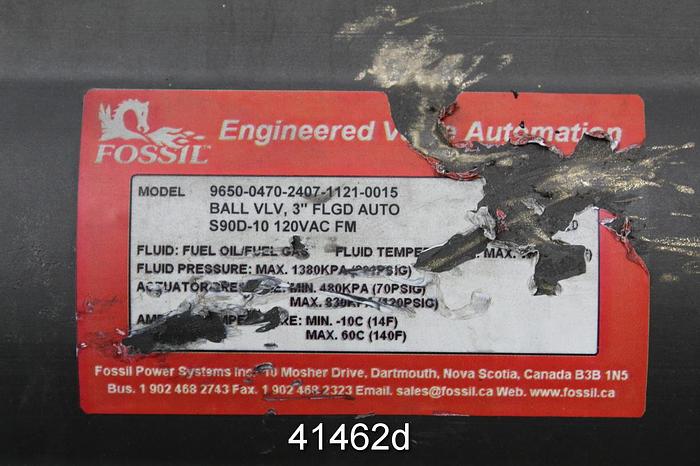 FOSSIL
Engineered Automation
MODEL 9650-0470-2407-1121-0015
BALL VLV, 3" FLGD AUTO
S90D-10 120VAC FM
FLUID: FUEL OIL/FUEL GAS FLUID MAX.
FLUID PRESSURE: MAX. 1380KPA
MIN. 480KPA (70PSIG)
MAX. (120PSIG)
MIN. -10C (14F)
MAX. 60C (140F)
Fossil Power Systems Inc. 10 Mosher Drive, Dartmouth, Nova Scotia, Canada B3B 1N5
Bus. 1 902 468 2743 Fax. 1 902 468 2323 Email. sales@fossil.ca Web. www.fossil.ca
41462d